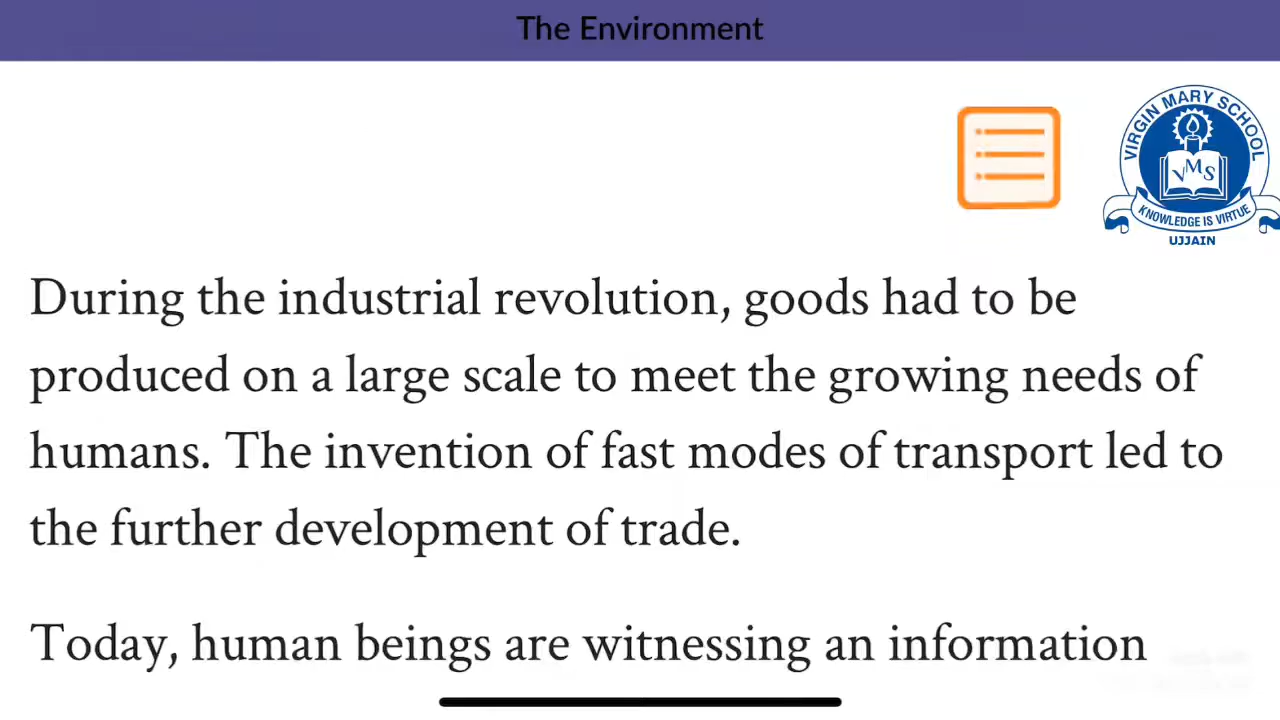 The Environment
VIRGIN MARY SCHOOL
VMS
KNOWLEDGE IS VIRTUE
UJJAIN
During the industrial revolution, goods had to be
produced on a large scale to meet the growing needs of
humans. The invention of fast modes of transport led to
the further development of trade.
Today, human beings are witnessing an information